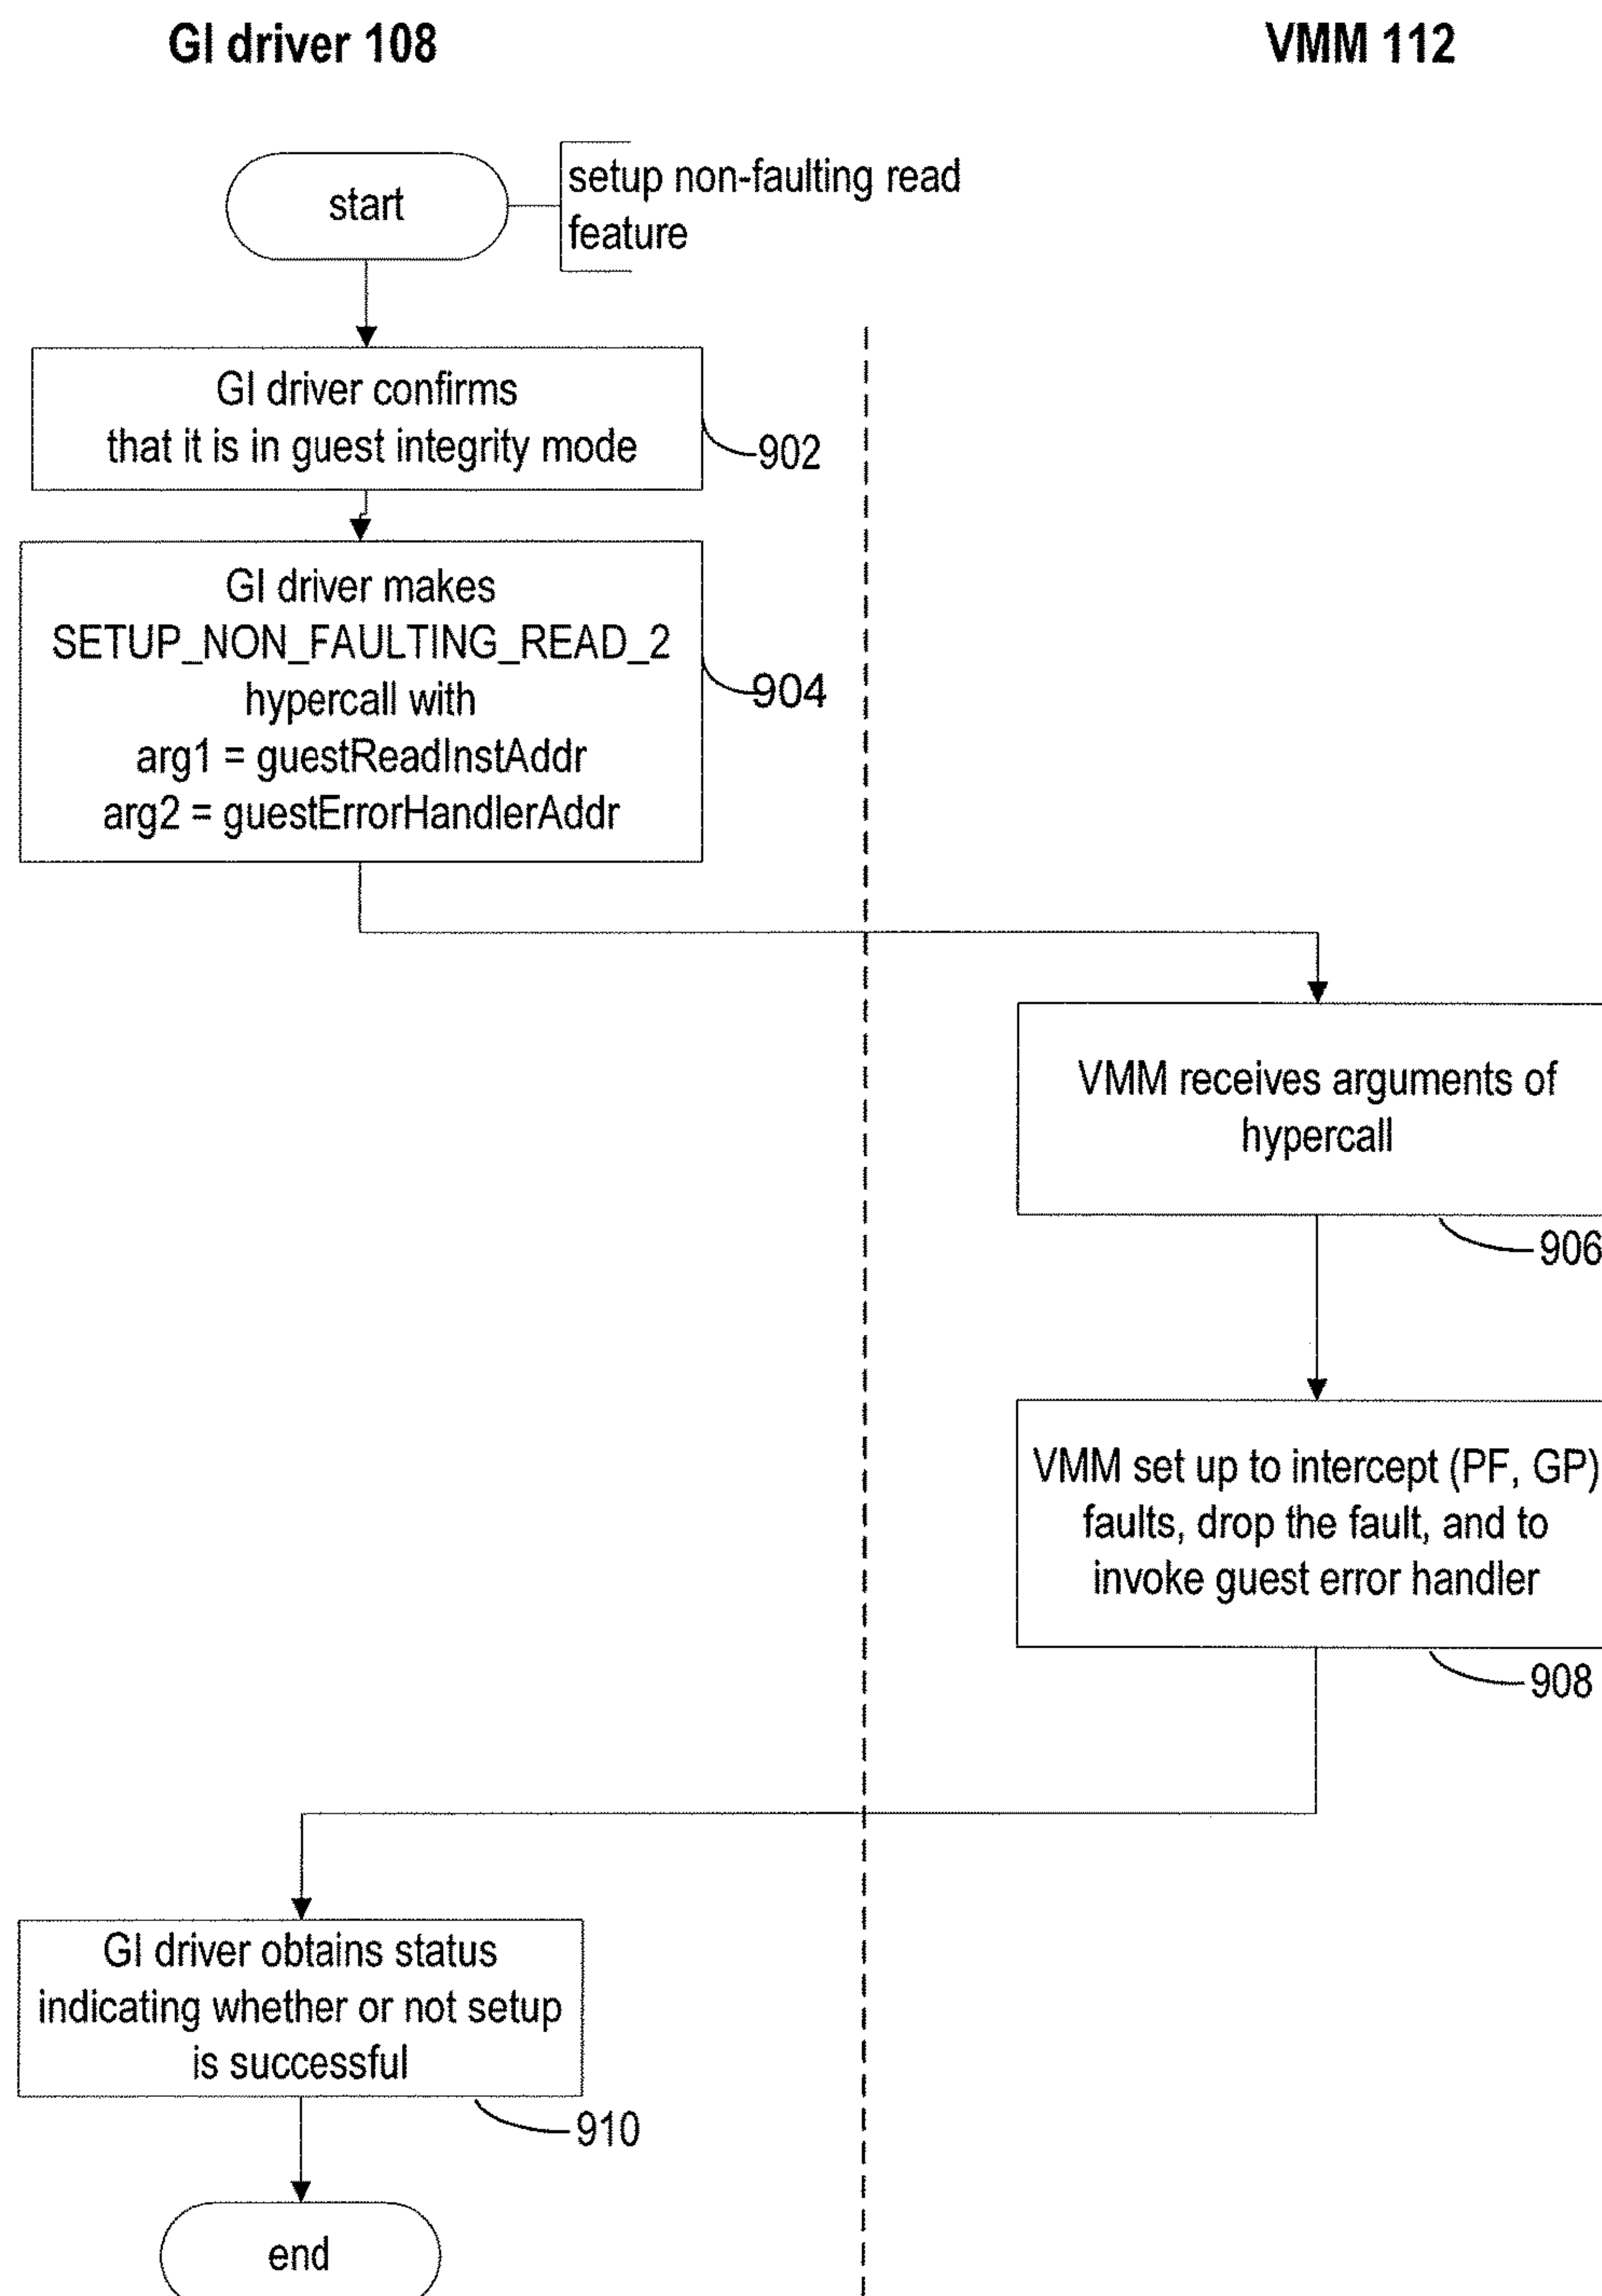 GI driver 108
VMM 112
start
setup non-faulting read
feature
GI driver confirms
that it is in guest integrity mode
902
GI driver makes
SETUP_NON_FAULTING_READ_2
hypercall with
arg1 = guestReadInstAddr
arg2 = guestErrorHandlerAddr
904
VMM receives arguments of
hypercall
906
VMM set up to intercept (PF, GP)
faults, drop the fault, and to
invoke guest error handler
908
GI driver obtains status
indicating whether or not setup
is successful
910
end